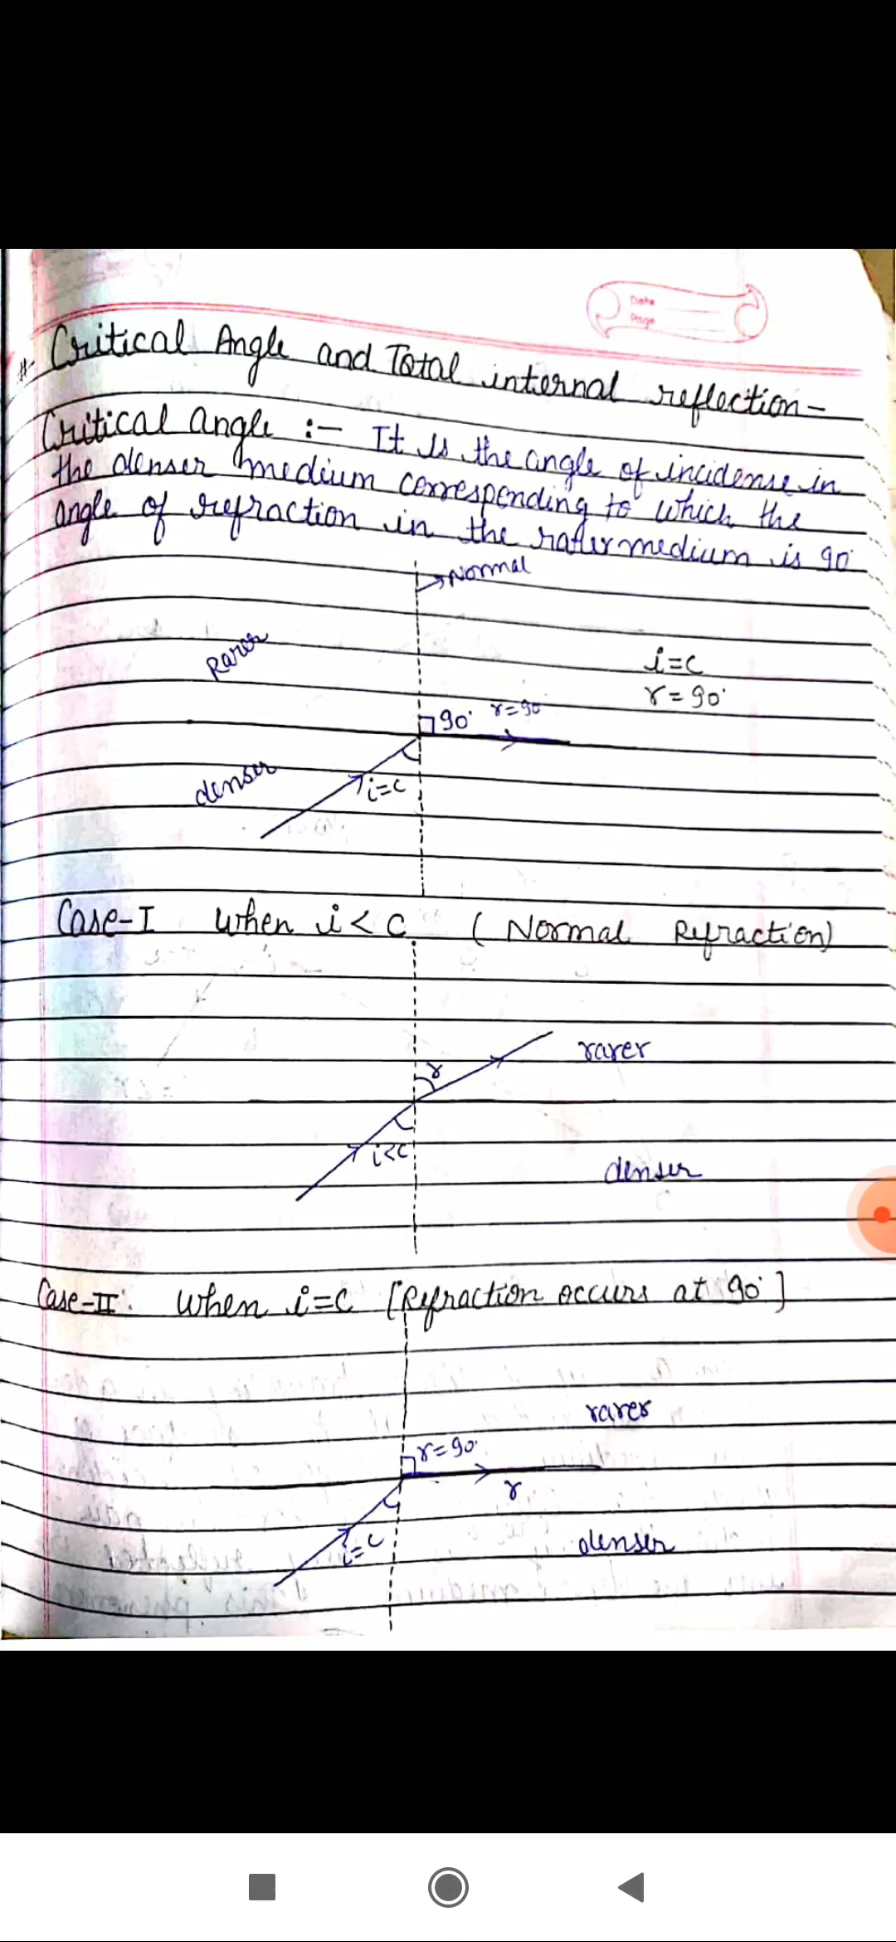 Date
Page
# Critical Angle and Total internal reflection-
Critical angle :- It is the angle of incidense in
the denser medium corresponding to which the
angle of refraction in the rarer medium is 90°
Normal
Rarer
i=c
r=90°
90° r=90
denser
i=c
Case-I When i<c (Normal Refraction)
rarer
r
i<c
denser
Case-II. When i=c [Refraction occurs at 90°]
rarer
r=90°
r
i=c
denser